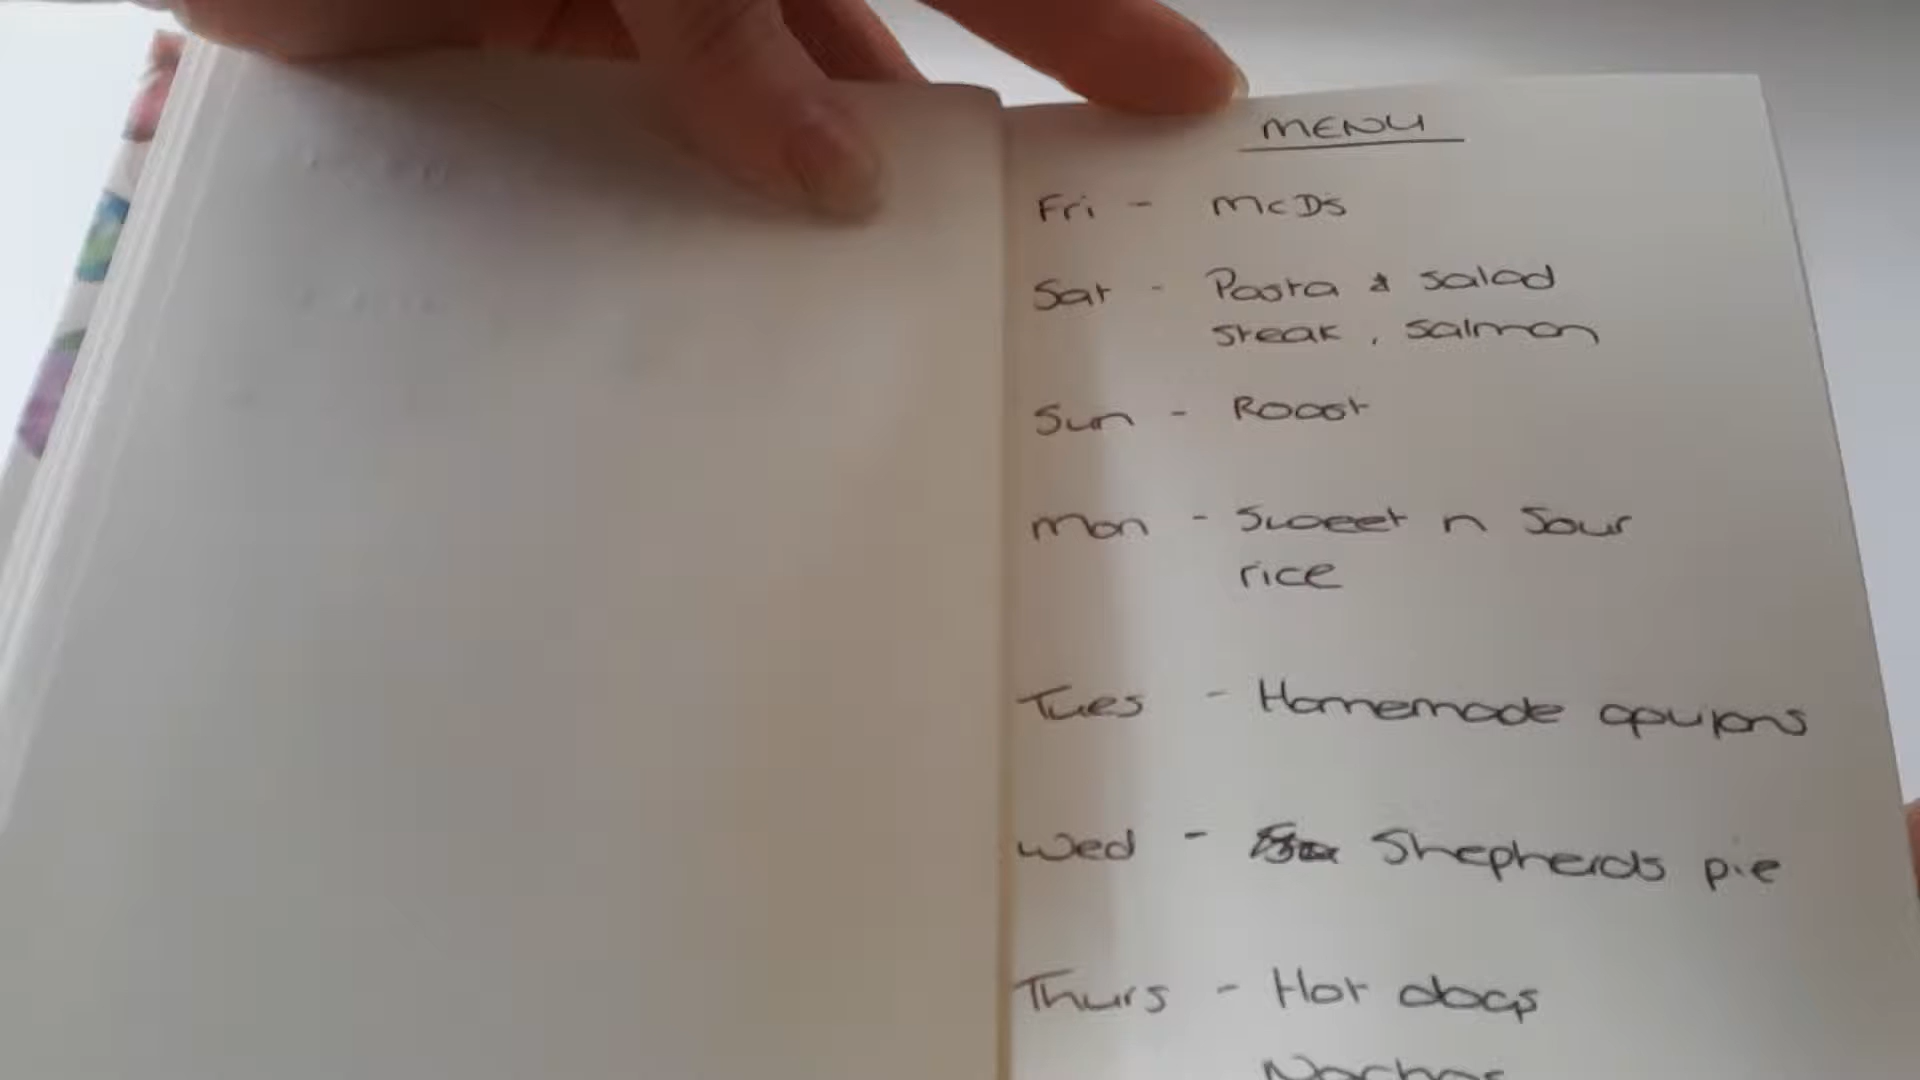 MENU
Fri - McDs
Sat - Pasta & salad
steak, salmon
Sun - Roast
Mon - Sweet n Sour
rice
Tues - Homemade
Wed - Shepherds pie
Thurs - Hot dogs
Nachos